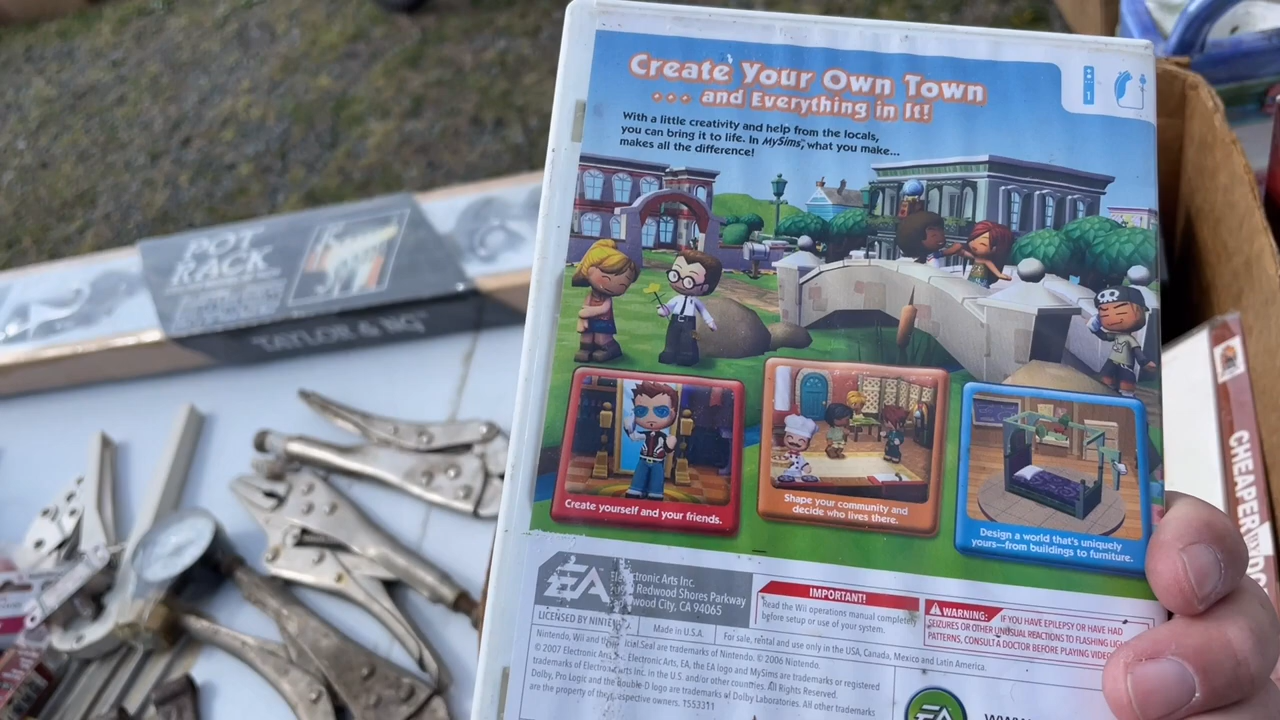 Create Your Own Town
... and Everything in It!
With a little creativity and help from the locals,
you can bring it to life. In MySims™, what you make...
makes all the difference!
1
POT
RACK
TAYLOR & NG™
Create yourself and your friends.
Shape your community and
decide who lives there.
Design a world that's uniquely
yours—from buildings to furniture.
CHEAPER
EA
Electronic Arts Inc.
Redwood Shores Parkway
Redwood City, CA 94065
LICENSED BY NINTENDO
Made in U.S.A.
For sale, rental and use only in the USA, Canada, Mexico and Latin America.
IMPORTANT!
Read the Wii operations manual completely
before setup or use of your system.
WARNING: IF YOU HAVE EPILEPSY OR HAVE HAD
SEIZURES OR OTHER UNUSUAL REACTIONS TO FLASHING LIGHTS
PATTERNS, CONSULT A DOCTOR BEFORE PLAYING VIDEO
Nintendo, Wii and the Official Seal are trademarks of Nintendo. © 2006 Nintendo.
© 2007 Electronic Arts Inc. Electronic Arts, EA, the EA logo and MySims are trademarks or registered
trademarks of Electronic Arts Inc. in the U.S. and/or other countries. All Rights Reserved.
Dolby, Pro Logic and the double-D logo are trademarks of Dolby Laboratories. All other trademarks
are the property of their respective owners. 1553311
EA
www